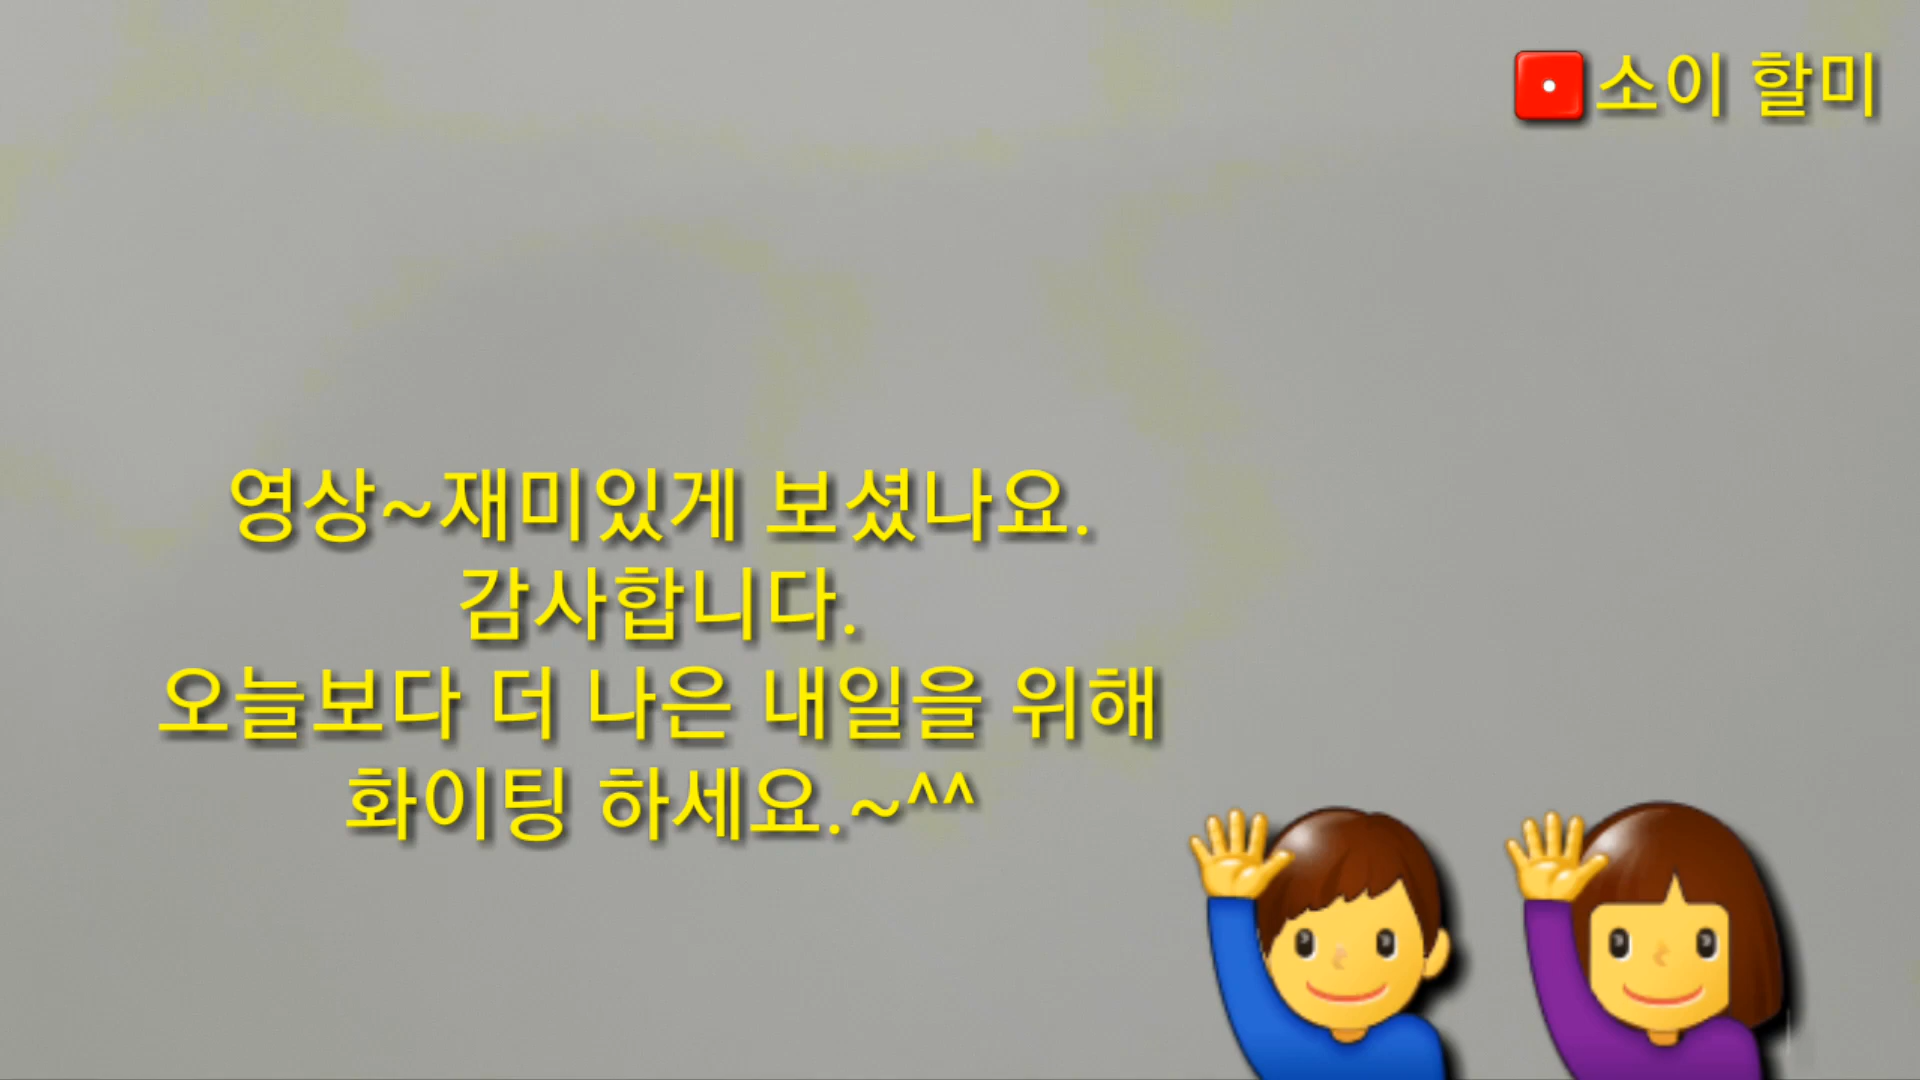 소이 할미
영상~재미있게 보셨나요.
감사합니다.
오늘보다 더 나은 내일을 위해
화이팅 하세요.~^^